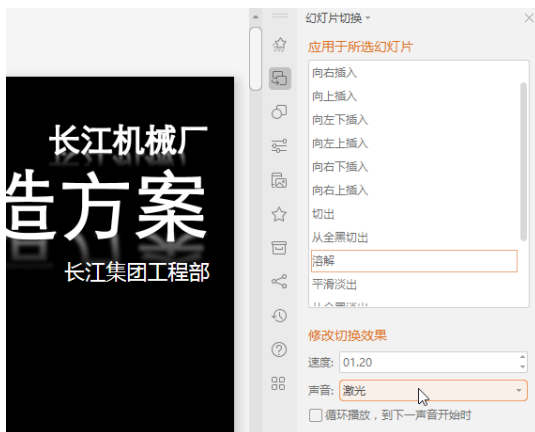 幻灯片切换
应用于所选幻灯片
向右插入
向上插入
向左下插入
向左上插入
向右下插入
向右上插入
切出
从全黑切出
溶解
平滑淡出
从全黑淡出
修改切换效果
速度: 01.20
声音: 激光
循环播放，到下一声音开始时
长江机械厂
造方案
长江集团工程部